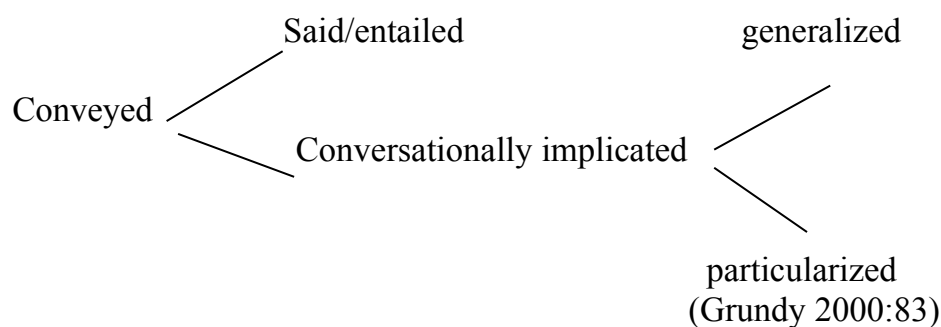 Said/entailed
generalized
Conveyed
Conversationally implicated
particularized
(Grundy 2000:83)